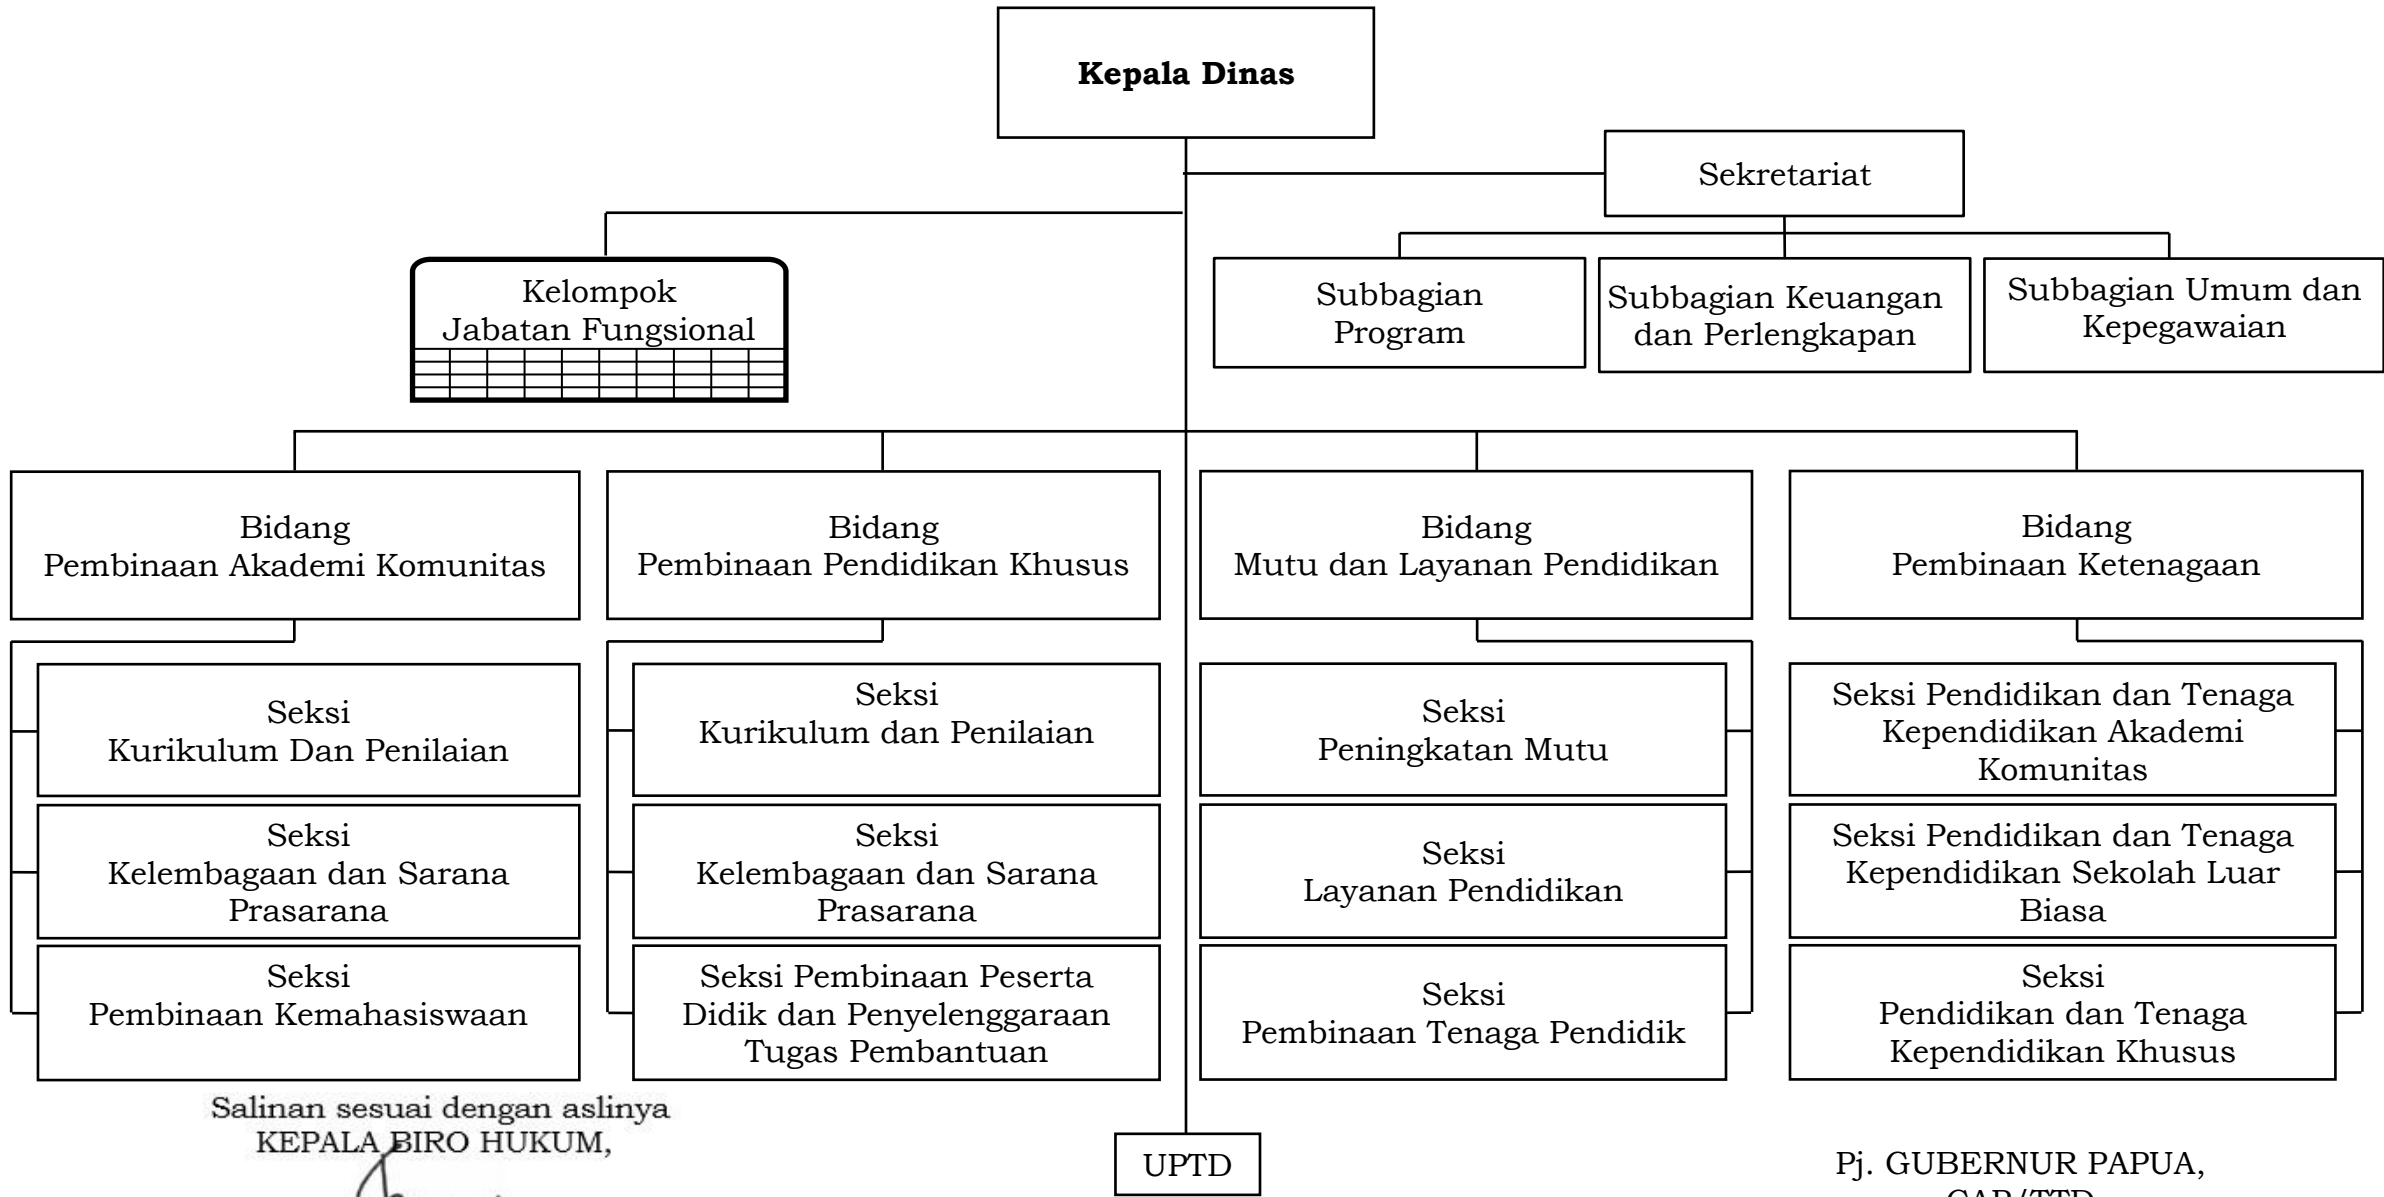 Kepala Dinas
Sekretariat
Kelompok
Jabatan Fungsional
Subbagian
Program
Subbagian Keuangan
dan Perlengkapan
Subbagian Umum dan
Kepegawaian
Bidang
Pembinaan Akademi Komunitas
Bidang
Pembinaan Pendidikan Khusus
Bidang
Mutu dan Layanan Pendidikan
Bidang
Pembinaan Ketenagaan
Seksi
Kurikulum Dan Penilaian
Seksi
Kelembagaan dan Sarana
Prasarana
Seksi
Pembinaan Kemahasiswaan
Seksi
Kurikulum dan Penilaian
Seksi
Kelembagaan dan Sarana
Prasarana
Seksi Pembinaan Peserta
Didik dan Penyelenggaraan
Tugas Pembantuan
Seksi
Peningkatan Mutu
Seksi
Layanan Pendidikan
Seksi
Pembinaan Tenaga Pendidik
Seksi Pendidikan dan Tenaga
Kependidikan Akademi
Komunitas
Seksi Pendidikan dan Tenaga
Kependidikan Sekolah Luar
Biasa
Seksi
Pendidikan dan Tenaga
Kependidikan Khusus
Salinan sesuai dengan aslinya
KEPALA BIRO HUKUM,
UPTD
Pj. GUBERNUR PAPUA,
CAP/TTD